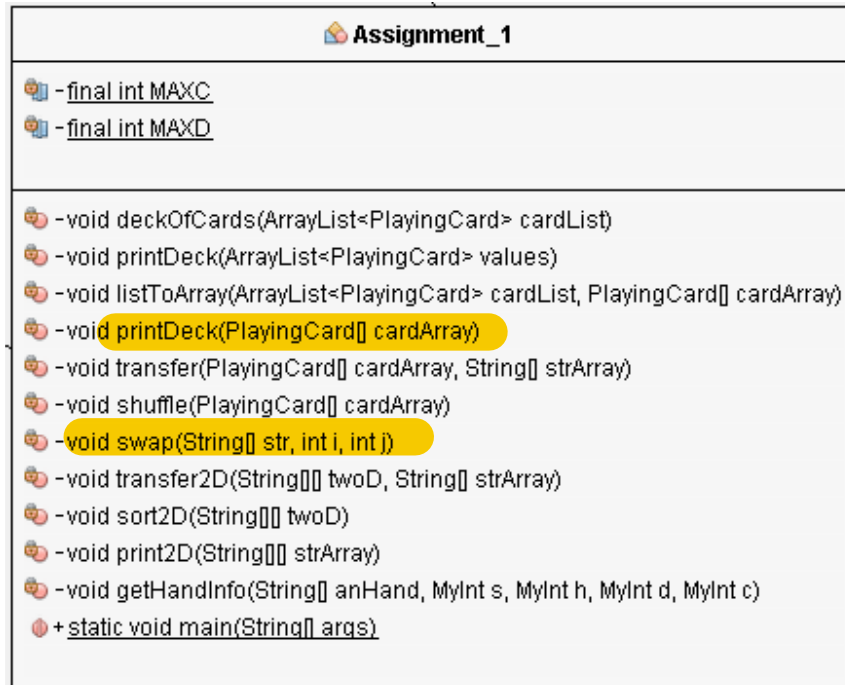 Assignment_1
-final int MAXC
-final int MAXD
-void deckOfCards(ArrayList<PlayingCard> cardList)
-void printDeck(ArrayList<PlayingCard> values)
-void listToArray(ArrayList<PlayingCard> cardList, PlayingCard[] cardArray)
-void printDeck(PlayingCard[] cardArray)
-void transfer(PlayingCard[] cardArray, String[] strArray)
-void shuffle(PlayingCard[] cardArray)
-void swap(String[] str, int i, int j)
-void transfer2D(String[][] twoD, String[] strArray)
-void sort2D(String[][] twoD)
-void print2D(String[][] strArray)
-void getHandInfo(String[] anHand, MyInt s, MyInt h, MyInt d, MyInt c)
+static void main(String[] args)